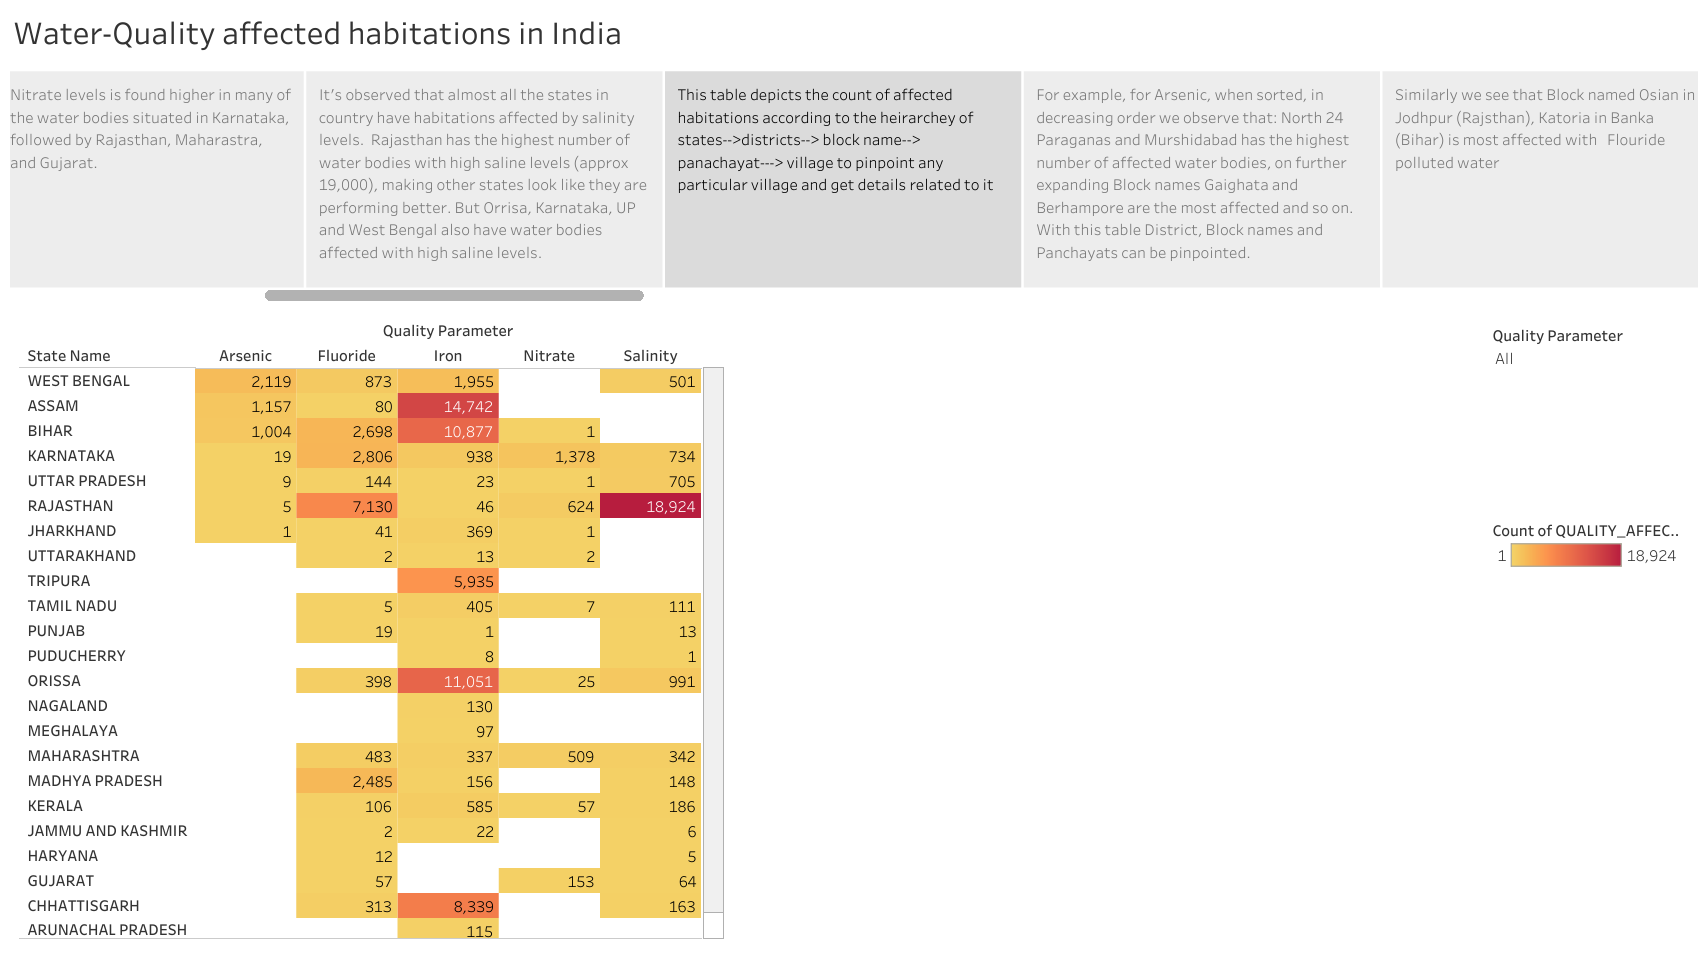 Water-Quality affected habitations in India
Nitrate levels is found higher in many of
the water bodies situated in Karnataka,
followed by Rajasthan, Maharastra,
and Gujarat.
It's observed that almost all the states in
country have habitations affected by salinity
levels.  Rajasthan has the highest number of
water bodies with high saline levels (approx
19,000), making other states look like they are
performing better. But Orrisa, Karnataka, UP
and West Bengal also have water bodies
affected with high saline levels.
This table depicts the count of affected
habitations according to the heirarchey of
states-->districts--> block name-->
panachayat---> village to pinpoint any
particular village and get details related to it
For example, for Arsenic, when sorted, in
decreasing order we observe that: North 24
Paraganas and Murshidabad has the highest
number of affected water bodies, on further
expanding Block names Gaighata and
Berhampore are the most affected and so on.
With this table District, Block names and
Panchayats can be pinpointed.
Similarly we see that Block named Osian in
Jodhpur (Rajsthan), Katoria in Banka
(Bihar) is most affected with   Flouride
polluted water
Quality Parameter
State Name Arsenic Fluoride Iron Nitrate Salinity
WEST BENGAL 2,119 873 1,955 501
ASSAM 1,157 80 14,742
BIHAR 1,004 2,698 10,877 1
KARNATAKA 19 2,806 938 1,378 734
UTTAR PRADESH 9 144 23 1 705
RAJASTHAN 5 7,130 46 624 18,924
JHARKHAND 1 41 369 1
UTTARAKHAND 2 13 2
TRIPURA 5,935
TAMIL NADU 5 405 7 111
PUNJAB 19 1 13
PUDUCHERRY 8 1
ORISSA 398 11,051 25 991
NAGALAND 130
MEGHALAYA 97
MAHARASHTRA 483 337 509 342
MADHYA PRADESH 2,485 156 148
KERALA 106 585 57 186
JAMMU AND KASHMIR 2 22 6
HARYANA 12 5
GUJARAT 57 153 64
CHHATTISGARH 313 8,339 163
ARUNACHAL PRADESH 115
Quality Parameter
All
Count of QUALITY_AFFEC..
1 18,924